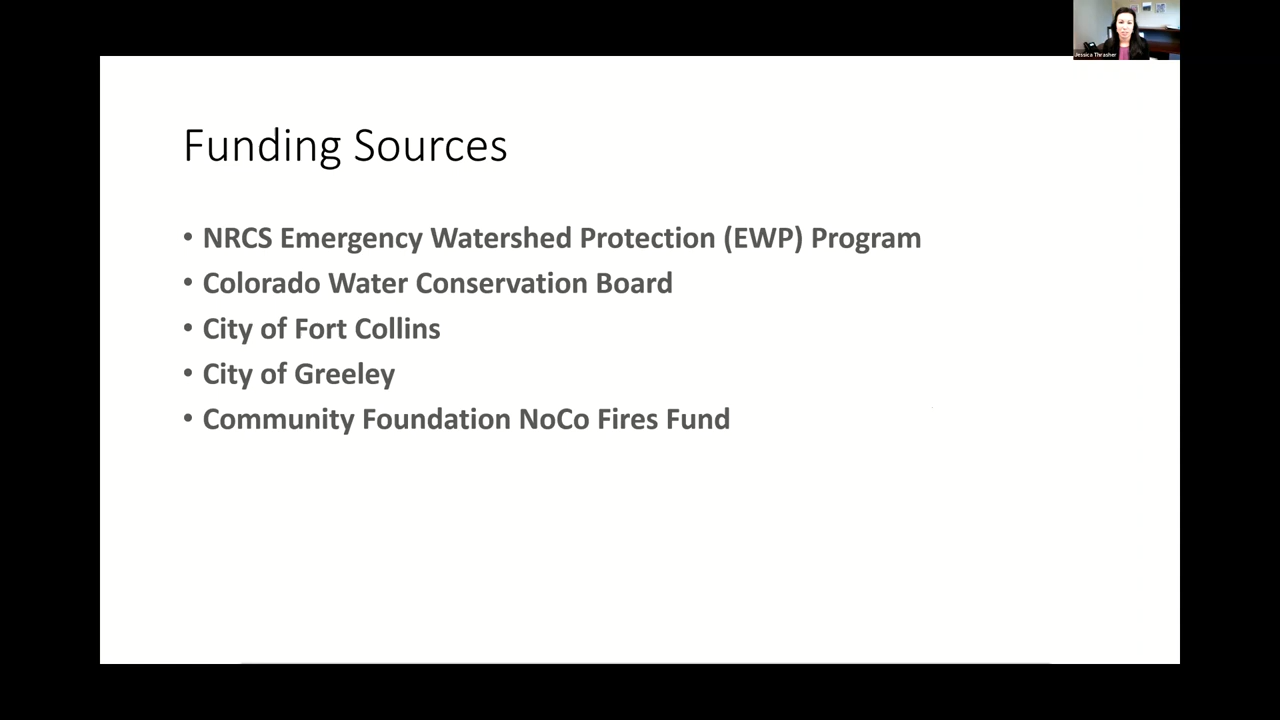 Jessica Thrasher
Funding Sources
• NRCS Emergency Watershed Protection (EWP) Program
• Colorado Water Conservation Board
• City of Fort Collins
• City of Greeley
• Community Foundation NoCo Fires Fund